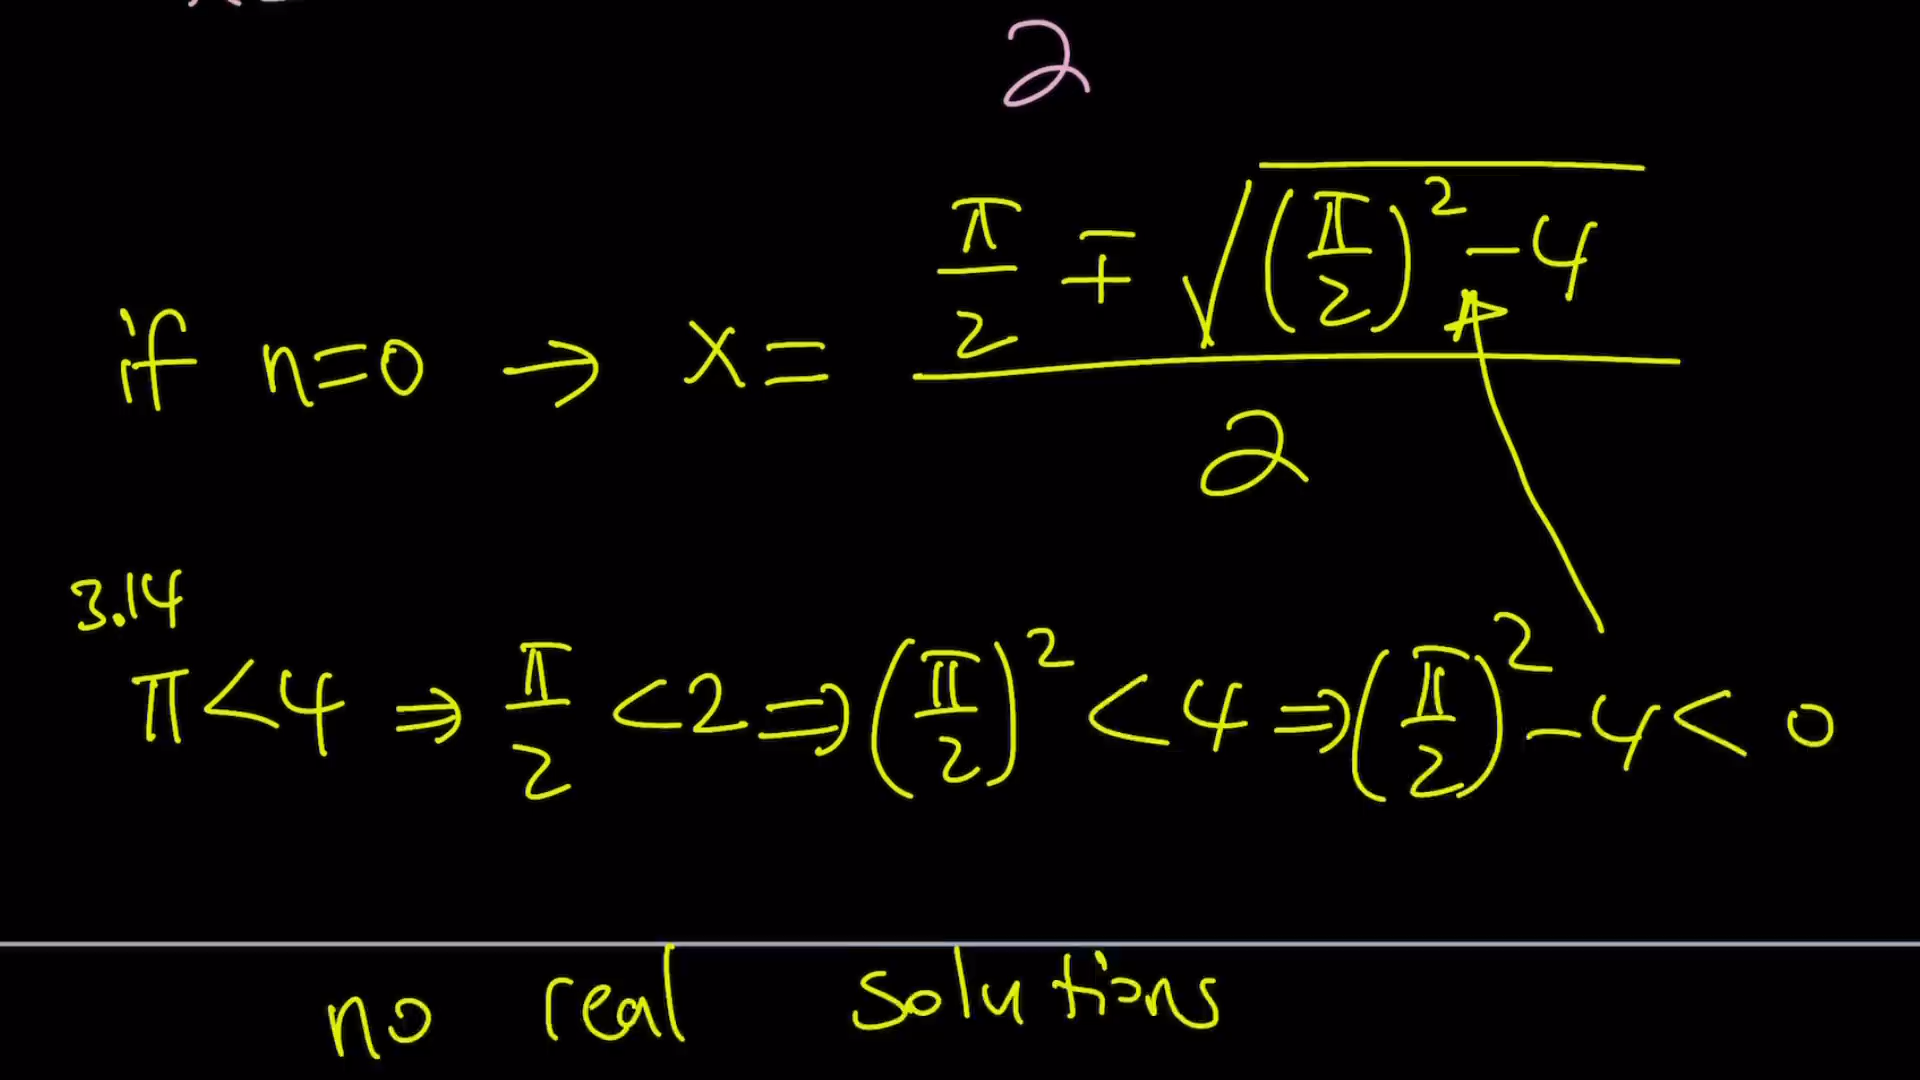 2
if n=0 → x= (π/2 ∓ √((π/2)² -4))/2
3.14
π<4 ⇒ π/2 <2 ⇒ (π/2)² <4 ⇒ (π/2)² -4< 0
no real solutions